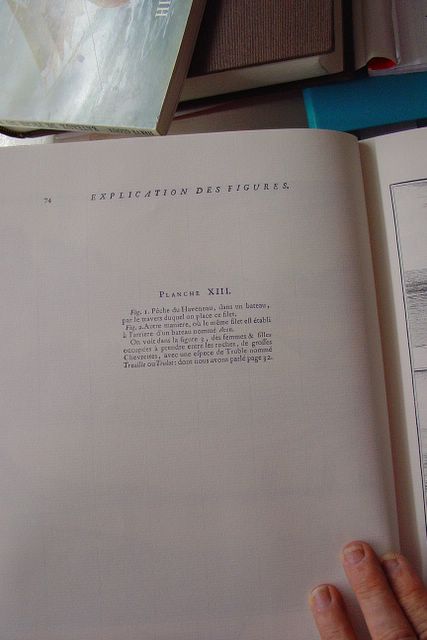 74
EXPLICATION DES FIGURES.
PLANCHE XIII.
Fig. 1. Pêche du Haveneau, dans un bateau,
par le travers duquel on place ce filet.
Fig. 2. Autre maniere, où le même filet est établi
à l'arriere d'un bateau nommé
On voit dans la figure 3, des femmes & filles
occupées à prendre entre les roches, de grosses
Chevrettes, avec une espece de Truble nommé
Treuille ou Trulot: dont nous avons parlé page 32.